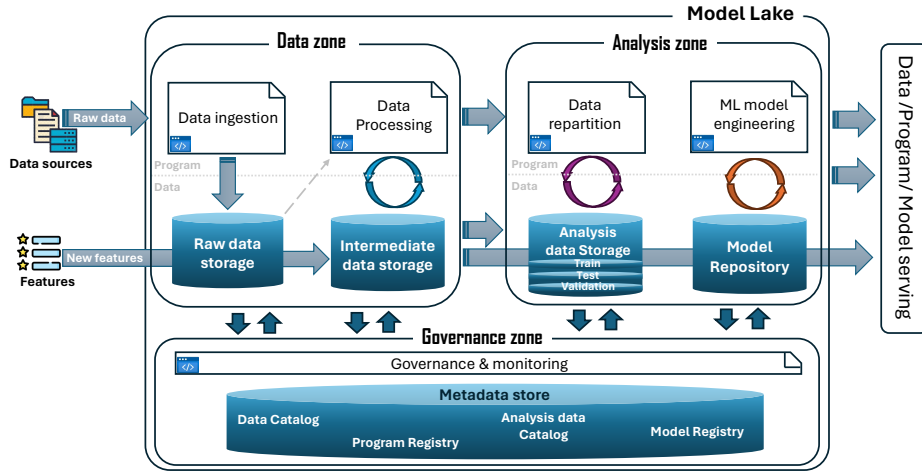 Model Lake
Data zone
Analysis zone
Data ingestion
Data
Processing
Data
repartition
ML model
engineering
Raw data
Data sources
Program
Data
Program
Data
Raw data
storage
Intermediate
data storage
Analysis
data Storage
Train
Test
Validation
Model
Repository
New features
Features
Data /Program/ Model serving
Governance zone
Governance & monitoring
Metadata store
Data Catalog
Program Registry
Analysis data
Catalog
Model Registry